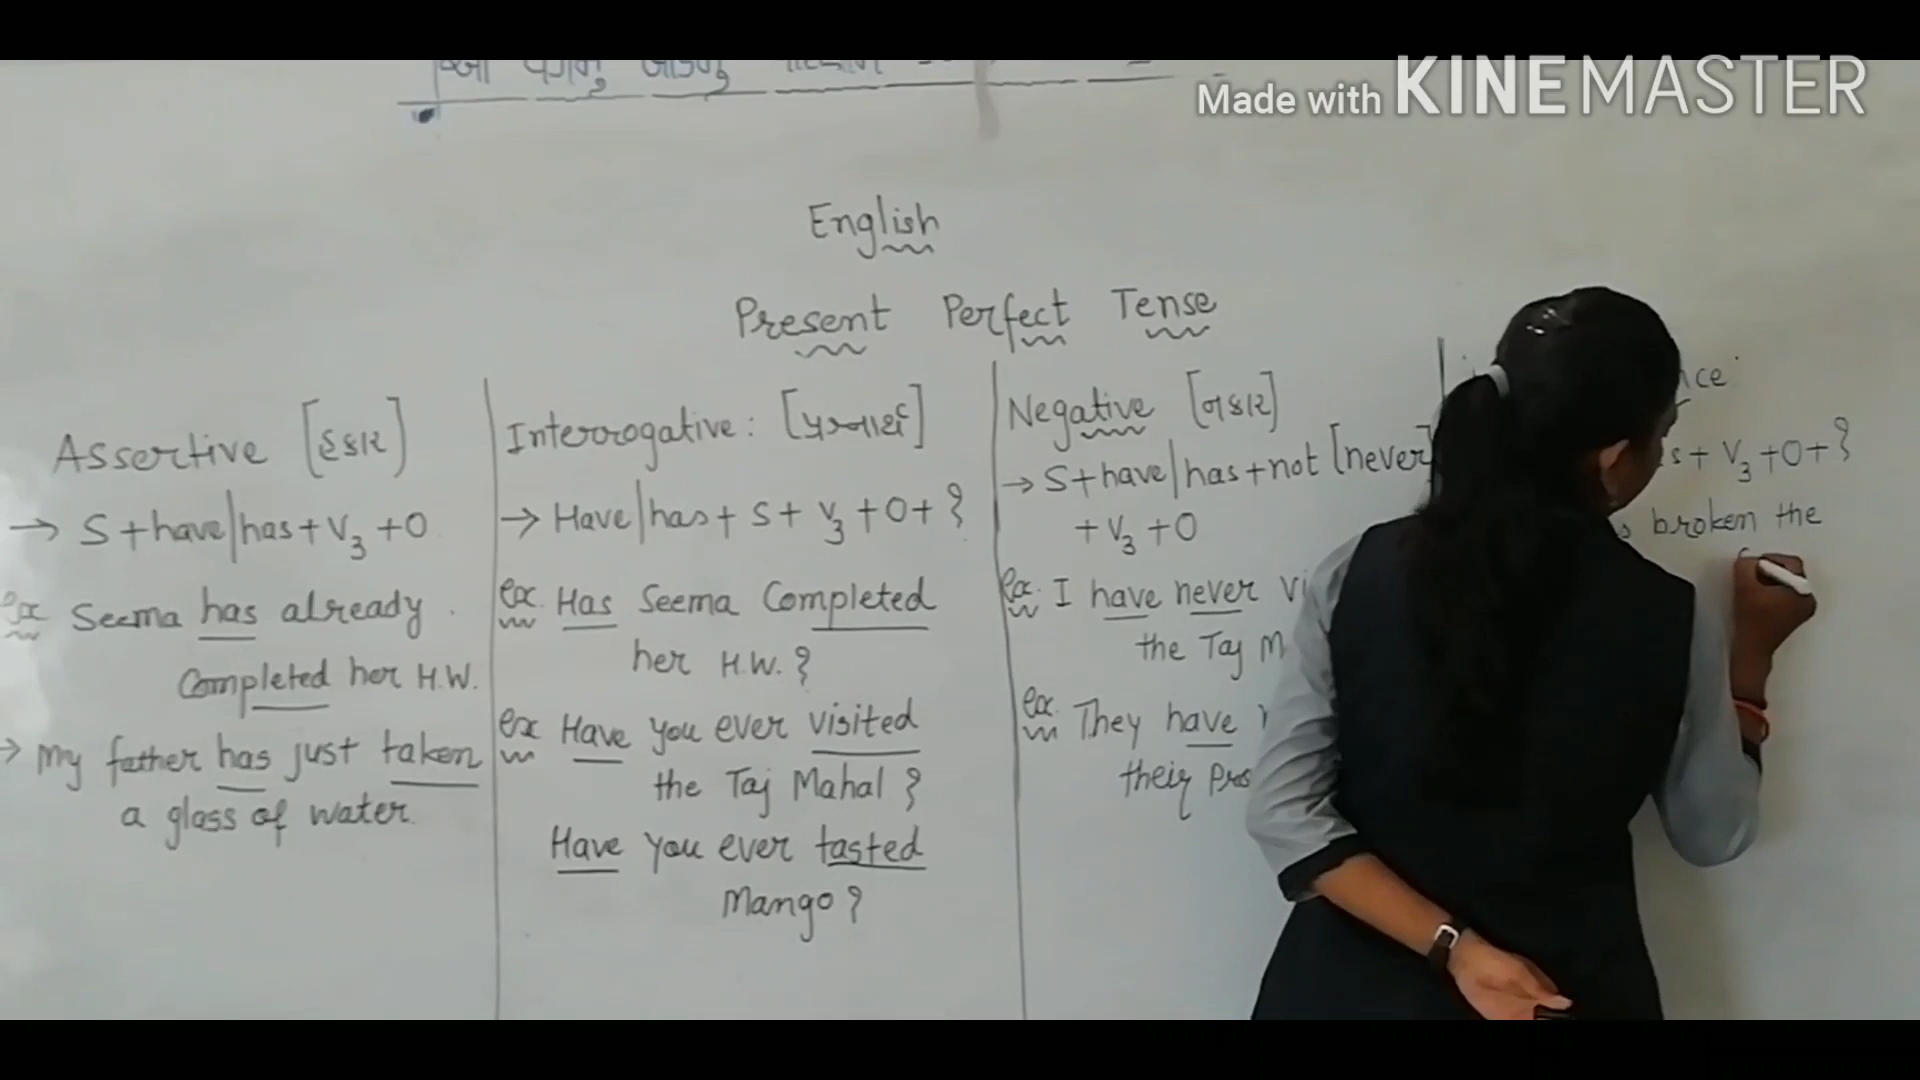 Made with KINEMASTER
English
Present Perfect Tense
Assertive [હકાર]
→ S+have/has+V3+O
ex Seema has already
Completed her H.W.
→ My father has just taken
a glass of water.
Interrogative: [પ્રશ્નાર્થ]
→ Have/has+S+V3+O+?
ex. Has Seema Completed
her H.W.?
ex Have you ever visited
the Taj Mahal?
Have you ever tasted
Mango?
Negative [નકાર]
→ S+have/has+not [never]
+V3+O
ex. I have never
the Taj
ex. They have
their
+V3+O+?
broken the